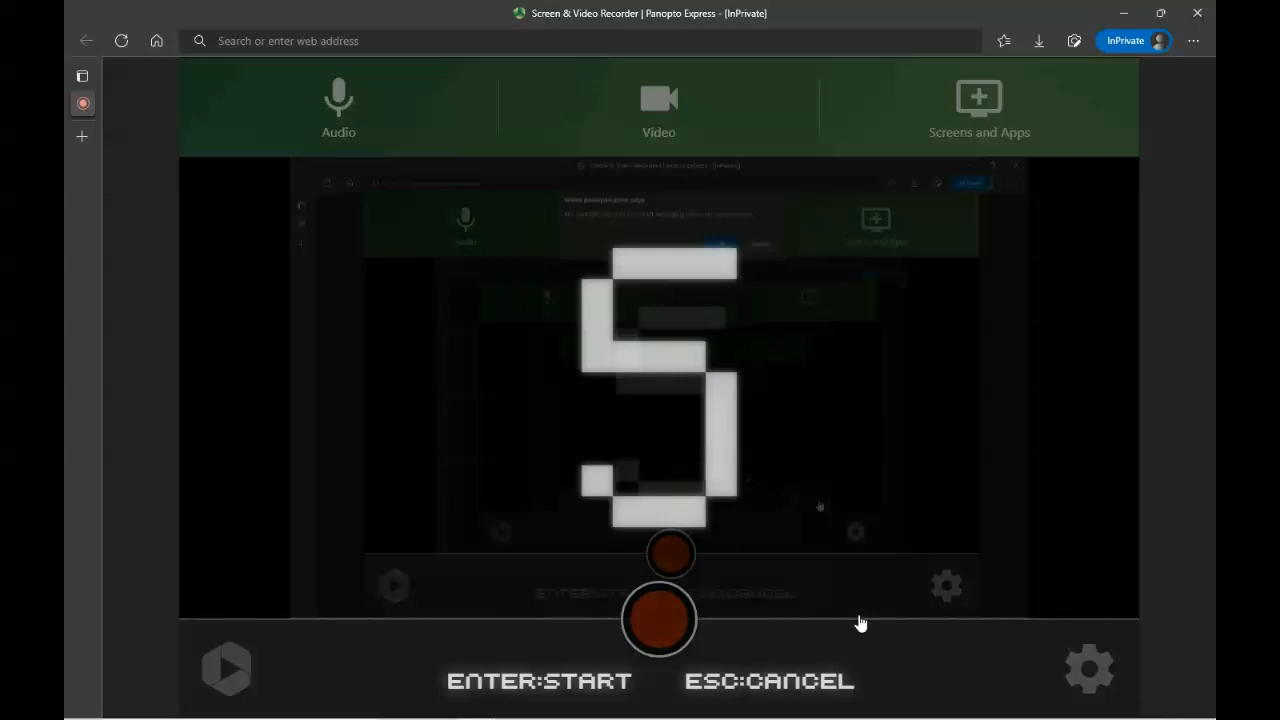 Screen & Video Recorder | Panopto Express - [InPrivate]
Search or enter web address
InPrivate
Audio
Video
Screens and Apps
5
ENTER:START ESC:CANCEL